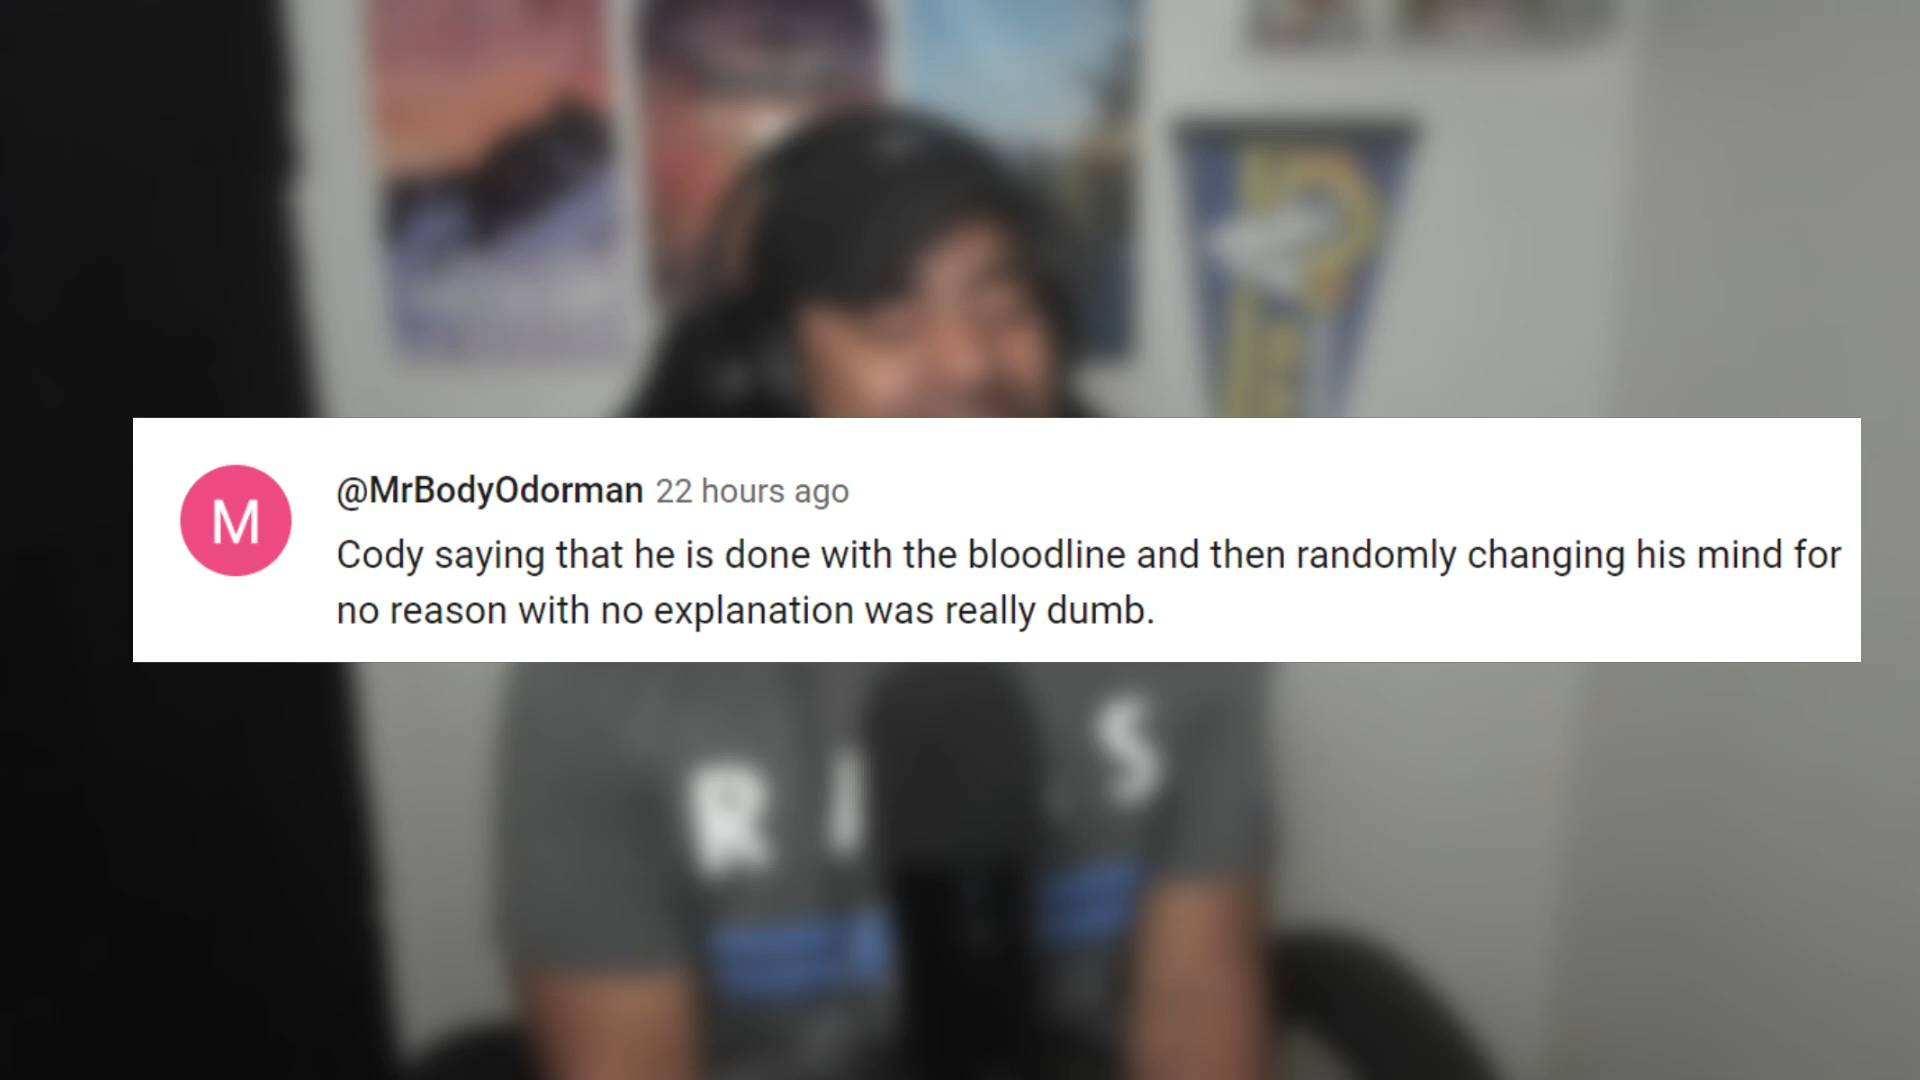 M
@MrBodyOdorman 22 hours ago
Cody saying that he is done with the bloodline and then randomly changing his mind for
no reason with no explanation was really dumb.
R
S